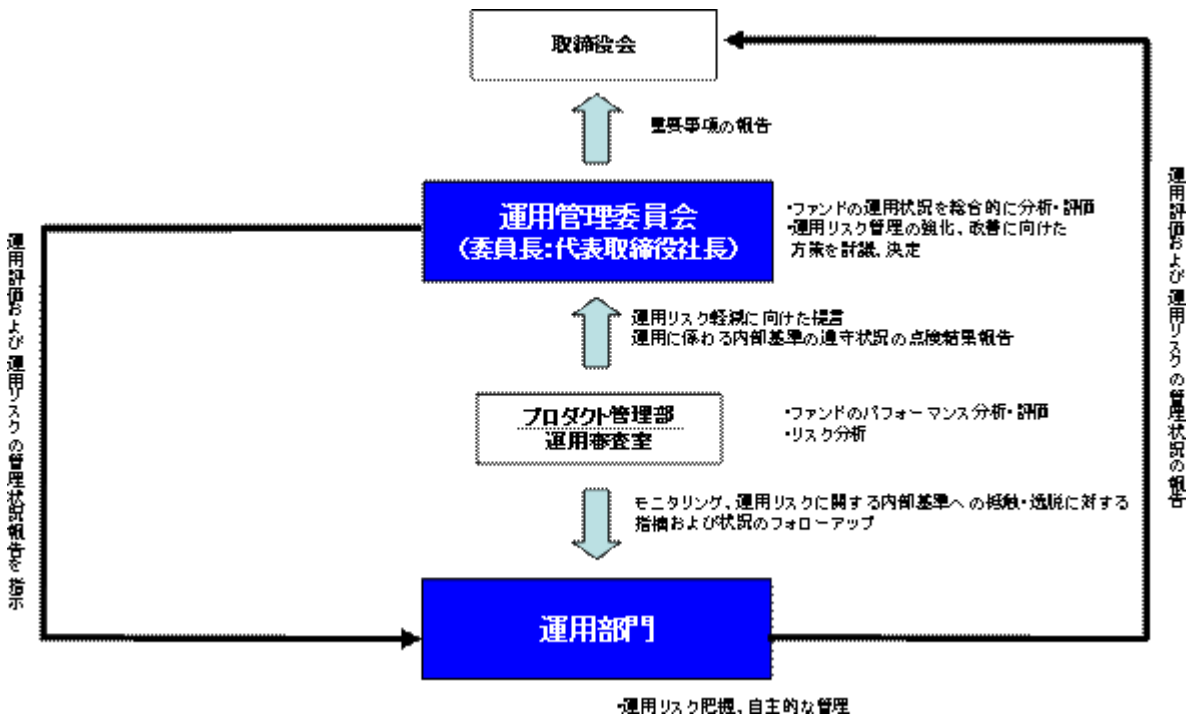 取締役会
重要事項の報告
運用管理委員会
(委員長:代表取締役社長)
・ファンドの運用状況を総合的に分析・評価
・運用リスク管理の強化、改善に向けた
方策を討議、決定
運用リスク軽減に向けた提言
運用に係わる内部基準の遵守状況の点検結果報告
プロダクト管理部
運用審査室
・ファンドのパフォーマンス分析・評価
・リスク分析
モニタリング、運用リスクに関する内部基準への抵触・逸脱に対する
指摘および状況のフォローアップ
運用部門
・運用リスク把握、自主的な管理
運用評価および運用リスクの管理状況報告を指示
運用評価および運用リスクの管理状況の報告